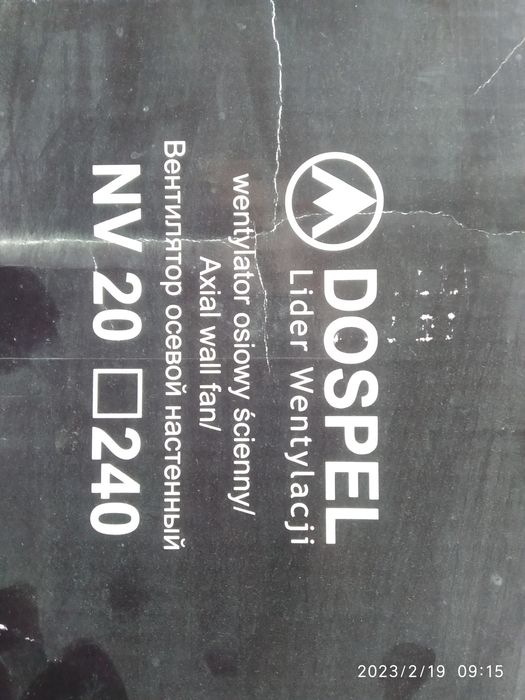 DOSPEL
Lider Wentylacji
wentylator osiowy ścienny/
Axial wall fan/
Вентилятор осевой настенный
NV 20 □240
2023/2/19 09:15